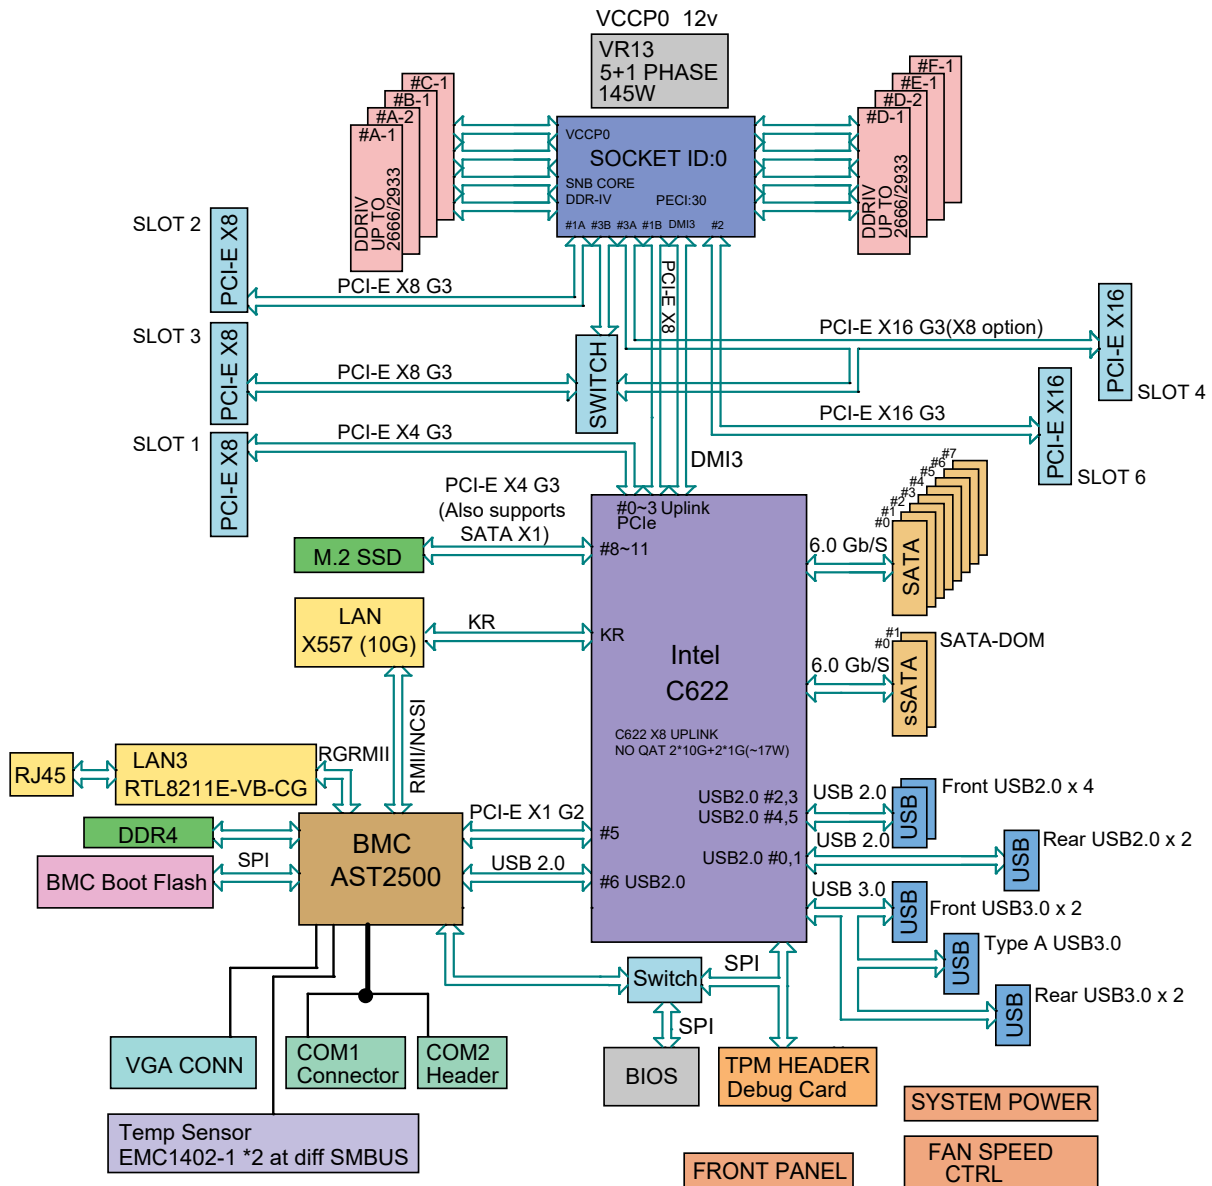 VCCP0 12v
VR13
5+1 PHASE
145W
#C-1
#B-1
#A-2
#A-1
DDRIV
UP TO
2666/2933
#F-1
#E-1
#D-2
#D-1
DDRIV
UP TO
2666/2933
VCCP0
SOCKET ID:0
SNB CORE
DDR-IV
PECI:30
#1A #3B #3A #1B DMI3 #2
SLOT 2
PCI-E X8
PCI-E X8 G3
PCI-E X8
SLOT 3
PCI-E X8
PCI-E X8 G3
SWITCH
PCI-E X16 G3(X8 option)
PCI-E X16
SLOT 4
PCI-E X16 G3
PCI-E X16
SLOT 6
SLOT 1
PCI-E X8
PCI-E X4 G3
DMI3
PCI-E X4 G3
(Also supports
SATA X1)
M.2 SSD
#0~3 Uplink
PCIe
#8~11
6.0 Gb/S
#0
#1
#2
#3
#4
#5
#6
#7
SATA
LAN
X557 (10G)
KR
KR
Intel
C622
6.0 Gb/S
#0
#1
sSATA
SATA-DOM
C622 X8 UPLINK
NO QAT 2*10G+2*1G(~17W)
RMII/NCSI
RJ45
LAN3
RTL8211E-VB-CG
RGRMII
DDR4
BMC Boot Flash
SPI
BMC
AST2500
PCI-E X1 G2
#5
USB 2.0
#6 USB2.0
USB2.0 #2,3
USB2.0 #4,5
USB 2.0
USB
Front USB2.0 x 4
USB2.0 #0,1
USB 2.0
USB
Rear USB2.0 x 2
USB 3.0
USB
Front USB3.0 x 2
USB
Type A USB3.0
USB
Rear USB3.0 x 2
Switch
SPI
SPI
BIOS
TPM HEADER
Debug Card
VGA CONN
COM1
Connector
COM2
Header
Temp Sensor
EMC1402-1 *2 at diff SMBUS
SYSTEM POWER
FAN SPEED
CTRL
FRONT PANEL